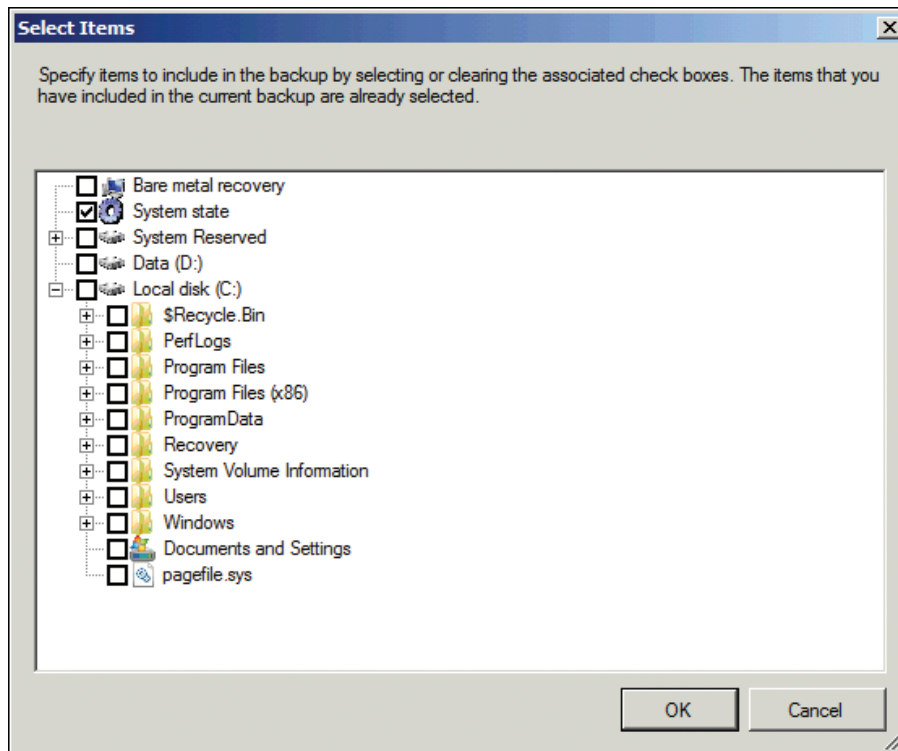 Select Items
Specify items to include in the backup by selecting or clearing the associated check boxes. The items that you
have included in the current backup are already selected.
Bare metal recovery
System state
System Reserved
Data (D:)
Local disk (C:)
$Recycle.Bin
PerfLogs
Program Files
Program Files (x86)
ProgramData
Recovery
System Volume Information
Users
Windows
Documents and Settings
pagefile.sys
OK
Cancel